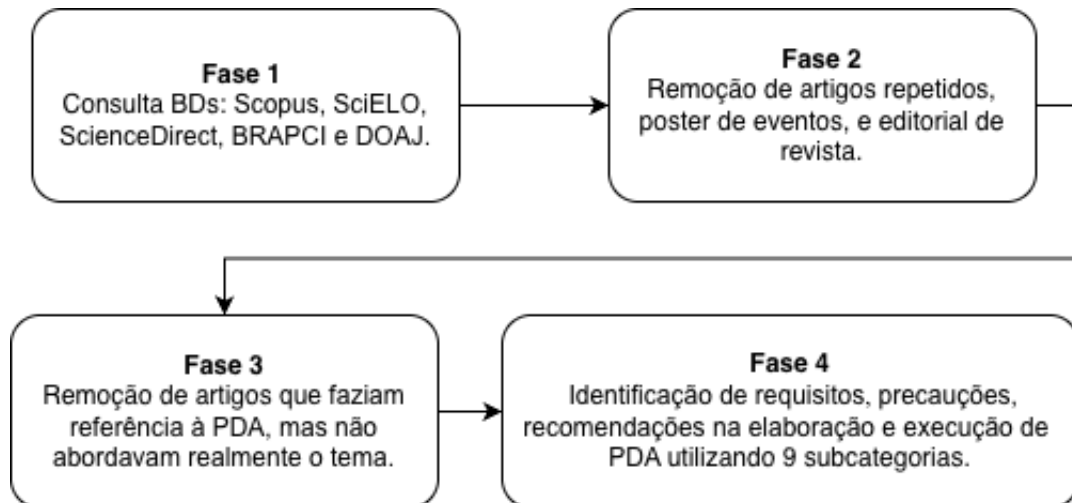 Fase 1
Consulta BDs: Scopus, SciELO,
ScienceDirect, BRAPCI e DOAJ.
Fase 2
Remoção de artigos repetidos,
poster de eventos, e editorial de
revista.
Fase 3
Remoção de artigos que faziam
referência à PDA, mas não
abordavam realmente o tema.
Fase 4
Identificação de requisitos, precauções,
recomendações na elaboração e execução de
PDA utilizando 9 subcategorias.